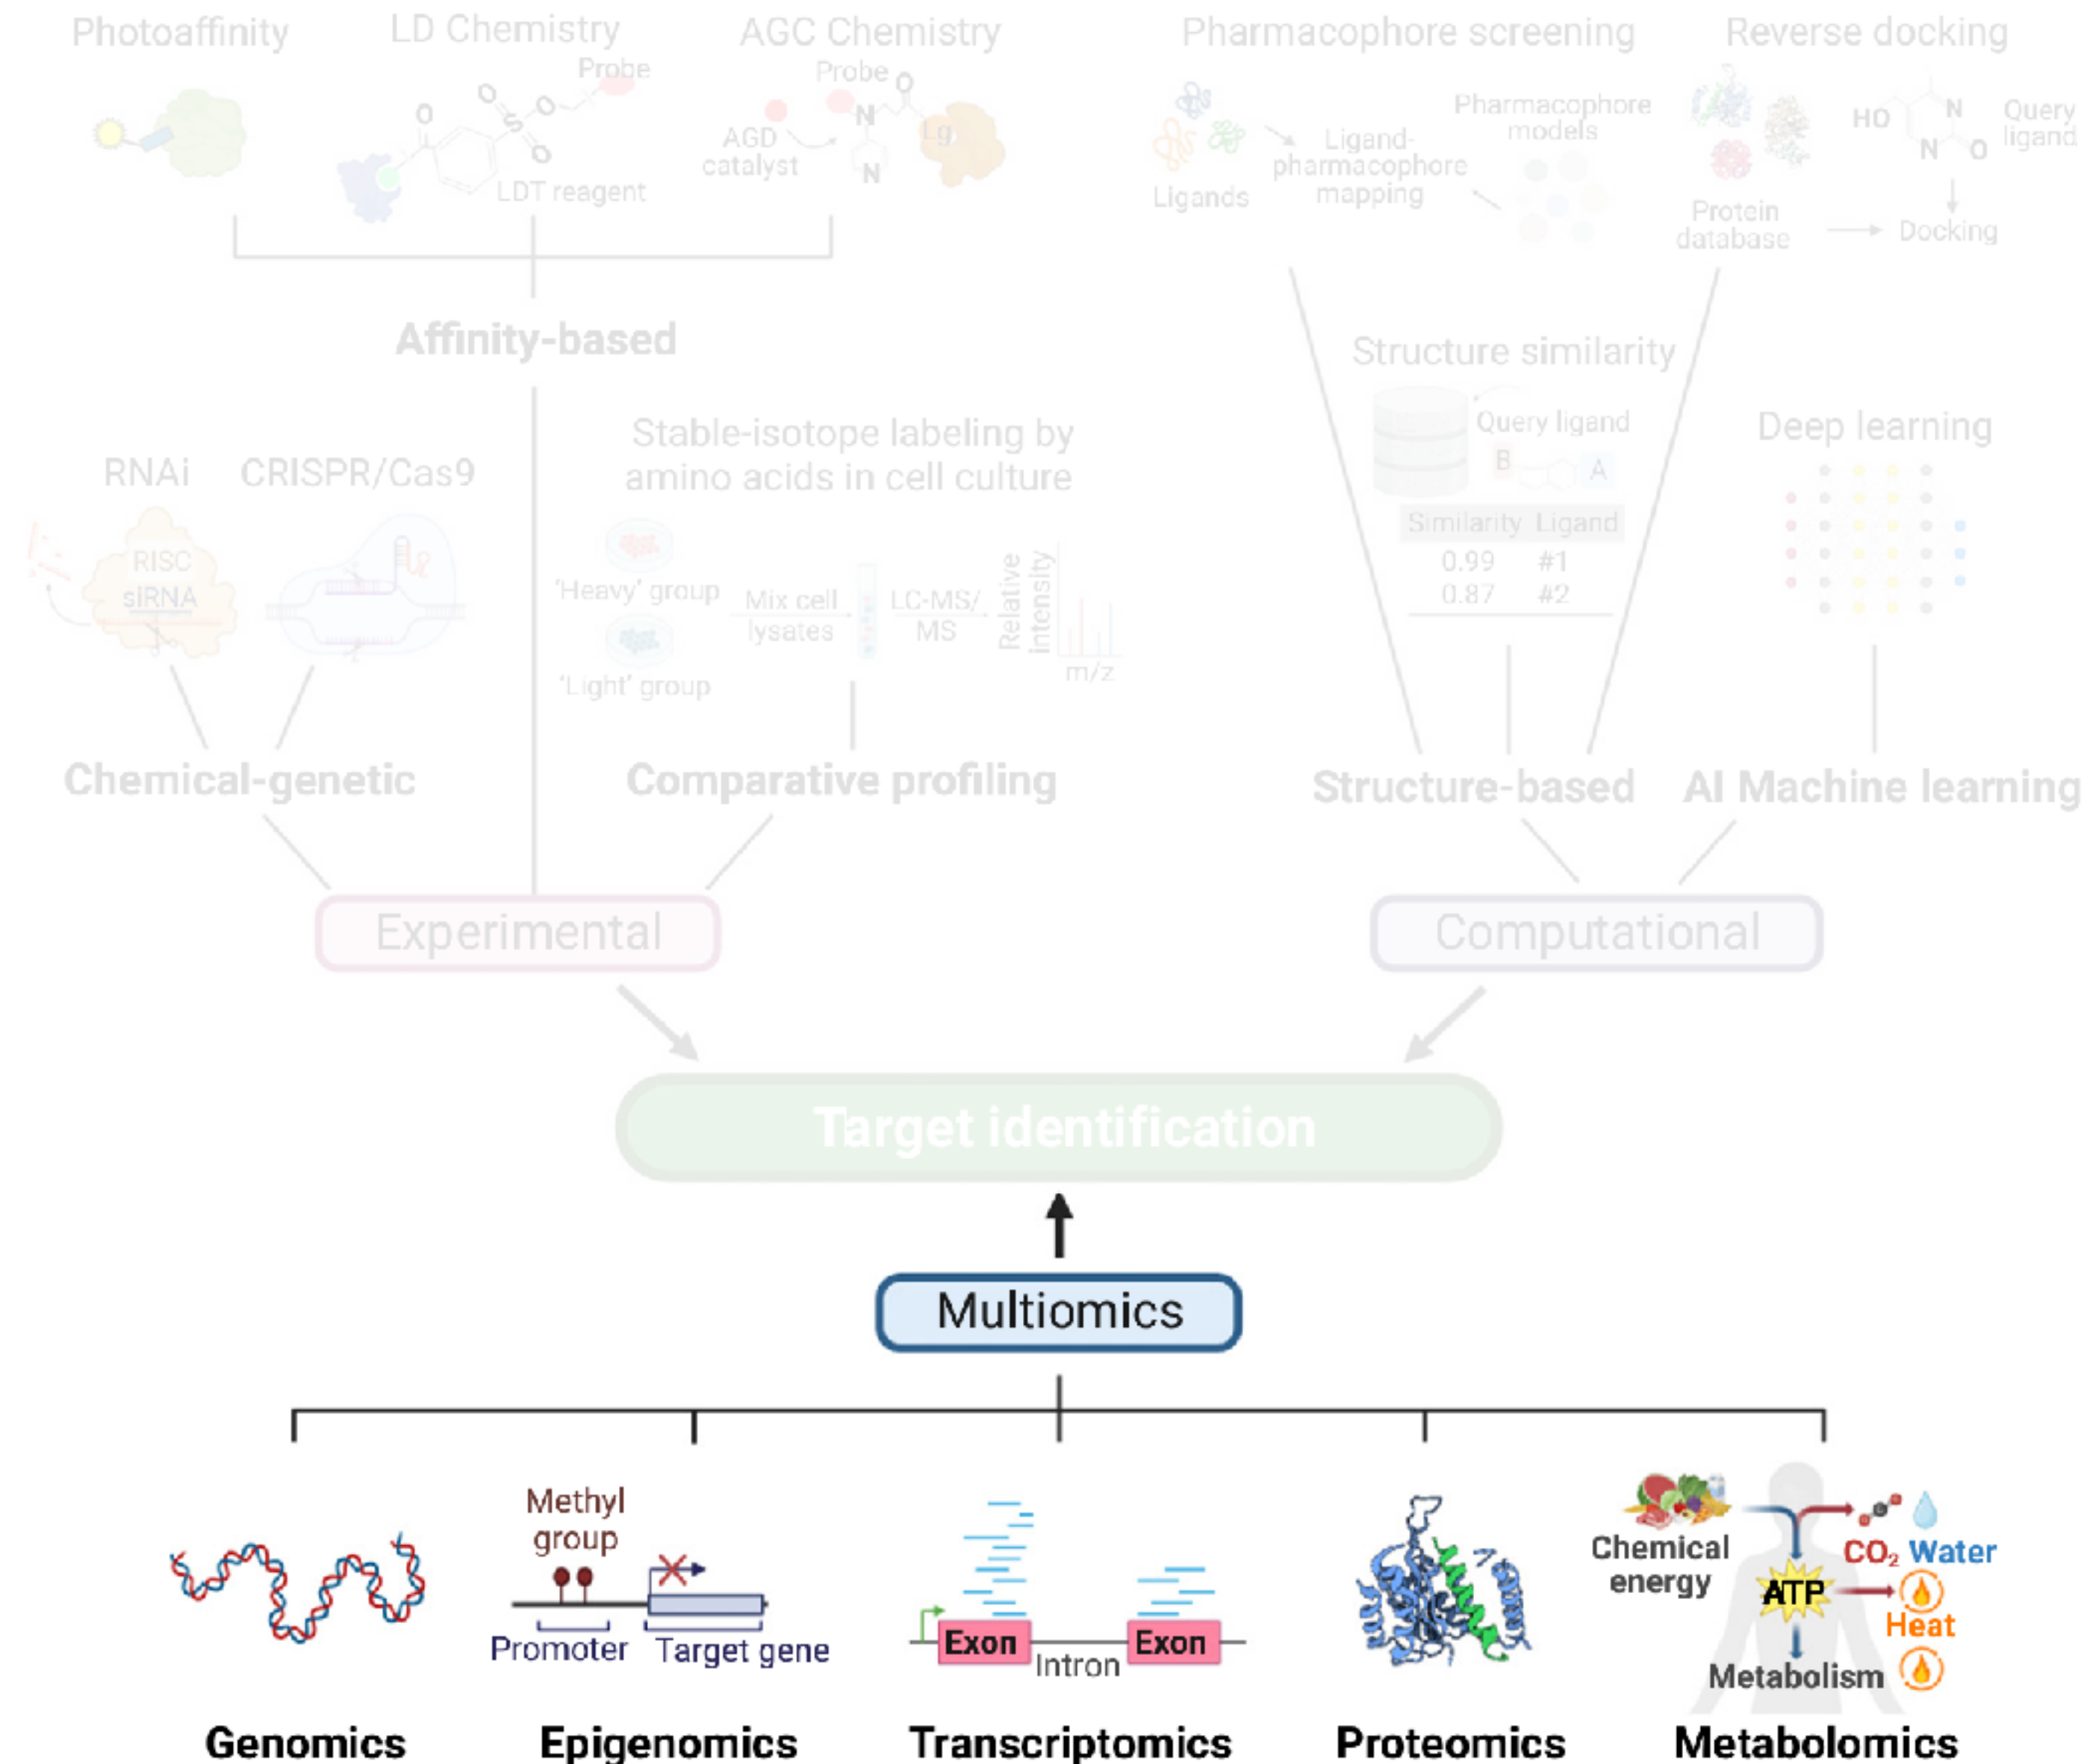 Photoaffinity
LD Chemistry
Probe
O
O
S
O
O
LDT reagent
AGC Chemistry
Probe
O
N
AGD
catalyst
Lg
N
Pharmacophore screening
Ligands
Ligand-
pharmacophore
mapping
Pharmacophore
models
Reverse docking
HO
N
N
O
Query
ligand
Protein
database
Docking
Affinity-based
RNAi
RISC
siRNA
CRISPR/Cas9
Stable-isotope labeling by
amino acids in cell culture
'Heavy' group
'Light' group
Mix cell
lysates
LC-MS/
MS
Relative
intensity
m/z
Structure similarity
Query ligand
B
A
Similarity Ligand
0.99 #1
0.87 #2
Deep learning
Chemical-genetic
Comparative profiling
Structure-based
AI Machine learning
Experimental
Computational
Target identification
Multiomics
Methyl
group
Promoter
Target gene
Exon
Intron
Exon
Chemical
energy
CO₂ Water
ATP
Heat
Metabolism
Genomics
Epigenomics
Transcriptomics
Proteomics
Metabolomics